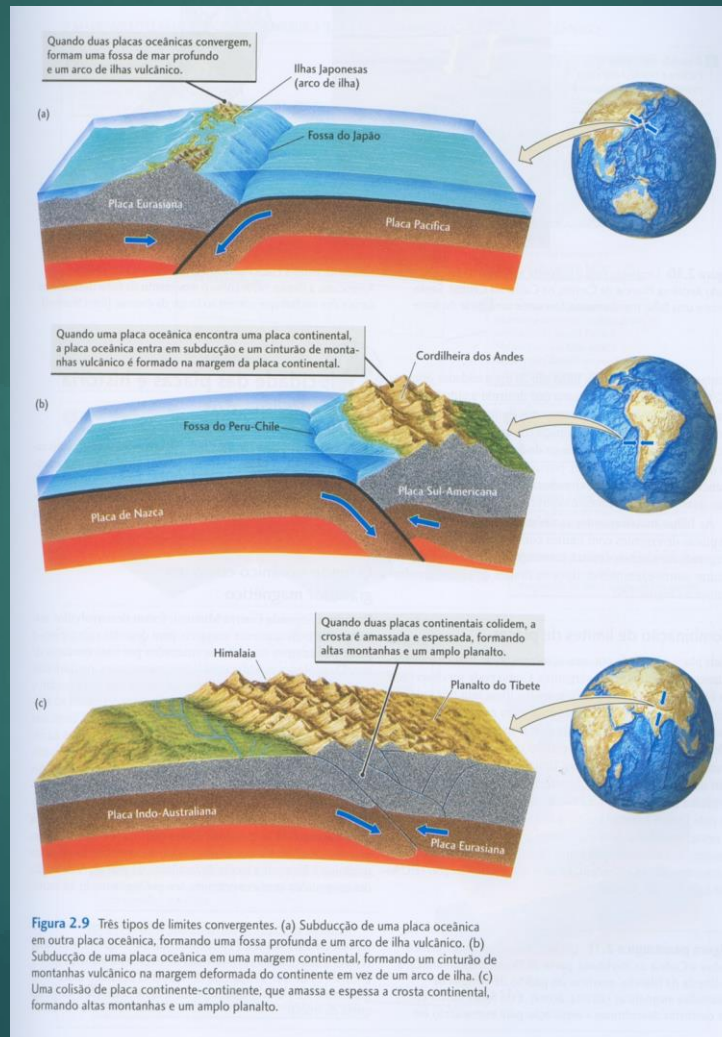 Quando duas placas oceânicas convergem,
formam uma fossa de mar profundo
e um arco de ilhas vulcânico.
Ilhas Japonesas
(arco de ilha)
(a)
Fossa do Japão
Placa Eurasiana
Placa Pacífica
Quando uma placa oceânica encontra uma placa continental,
a placa oceânica entra em subducção e um cinturão de monta-
nhas vulcânico é formado na margem da placa continental.
Cordilheira dos Andes
(b)
Fossa do Peru-Chile
Placa Sul-Americana
Placa de Nazca
Quando duas placas continentais colidem, a
crosta é amassada e espessada, formando
altas montanhas e um amplo planalto.
Himalaia
Planalto do Tibete
(c)
Placa Indo-Australiana
Placa Eurasiana
Figura 2.9 Três tipos de limites convergentes. (a) Subducção de uma placa oceânica
em outra placa oceânica, formando uma fossa profunda e um arco de ilha vulcânico. (b)
Subducção de uma placa oceânica em uma margem continental, formando um cinturão de
montanhas vulcânico na margem deformada do continente em vez de um arco de ilha. (c)
Uma colisão de placa continente-continente, que amassa e espessa a crosta continental,
formando altas montanhas e um amplo planalto.